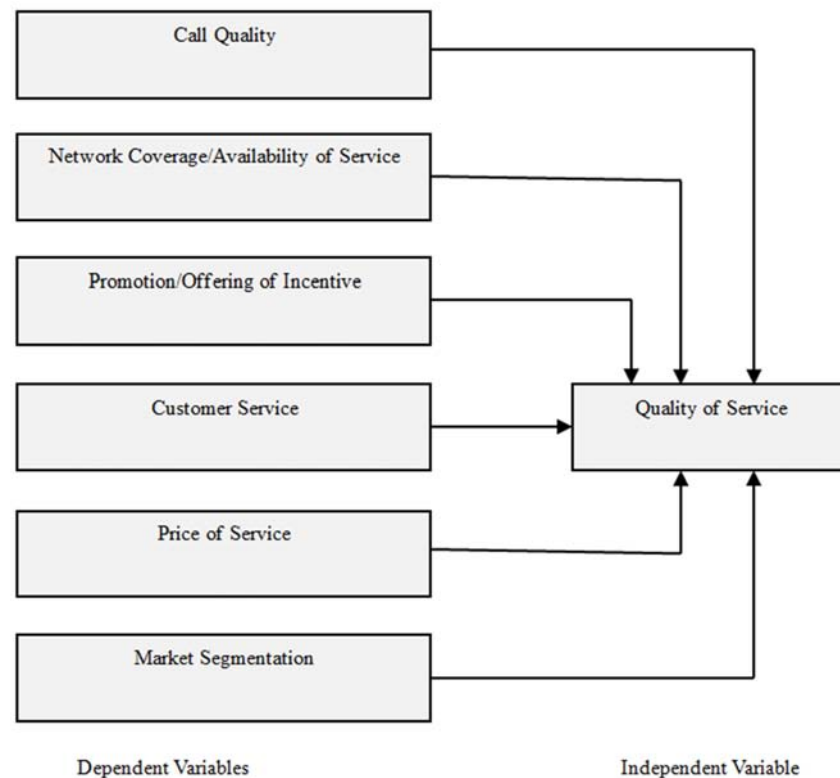 Call Quality
Network Coverage/Availability of Service
Promotion/Offering of Incentive
Customer Service
Quality of Service
Price of Service
Market Segmentation
Dependent Variables
Independent Variable